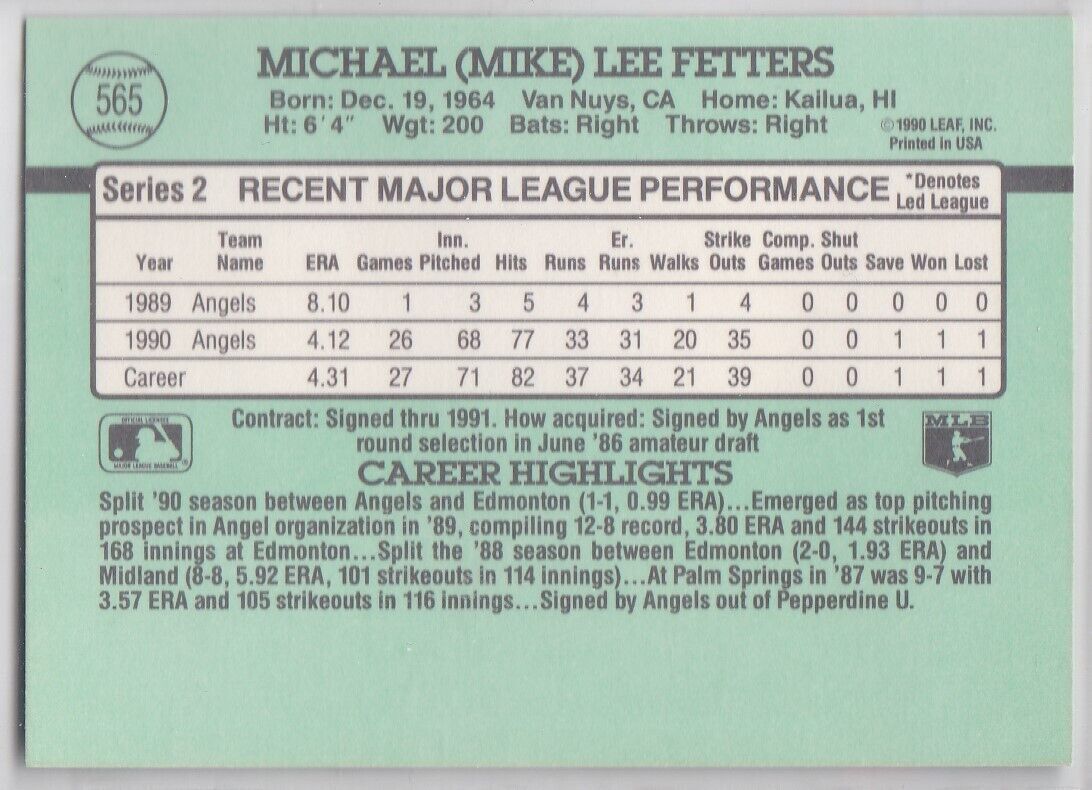 565
MICHAEL (MIKE) LEE FETTERS
Born: Dec. 19, 1964 Van Nuys, CA Home: Kailua, HI
Ht: 6' 4" Wgt: 200 Bats: Right Throws: Right
© 1990 LEAF, INC.
Printed in USA
Series 2 RECENT MAJOR LEAGUE PERFORMANCE *Denotes
Led League
Team Inn. Er. Strike Comp. Shut
Year Name ERA Games Pitched Hits Runs Runs Walks Outs Games Outs Save Won Lost
1989 Angels 8.10 1 3 5 4 3 1 4 0 0 0 0 0
1990 Angels 4.12 26 68 77 33 31 20 35 0 0 1 1 1
Career 4.31 27 71 82 37 34 21 39 0 0 1 1 1
OFFICIAL LICENSEE
MAJOR LEAGUE BASEBALL
®
Contract: Signed thru 1991. How acquired: Signed by Angels as 1st
round selection in June '86 amateur draft
MLB
CAREER HIGHLIGHTS
Split '90 season between Angels and Edmonton (1-1, 0.99 ERA)...Emerged as top pitching
prospect in Angel organization in '89, compiling 12-8 record, 3.80 ERA and 144 strikeouts in
168 innings at Edmonton...Split the '88 season between Edmonton (2-0, 1.93 ERA) and
Midland (8-8, 5.92 ERA, 101 strikeouts in 114 innings)...At Palm Springs in '87 was 9-7 with
3.57 ERA and 105 strikeouts in 116 innings...Signed by Angels out of Pepperdine U.